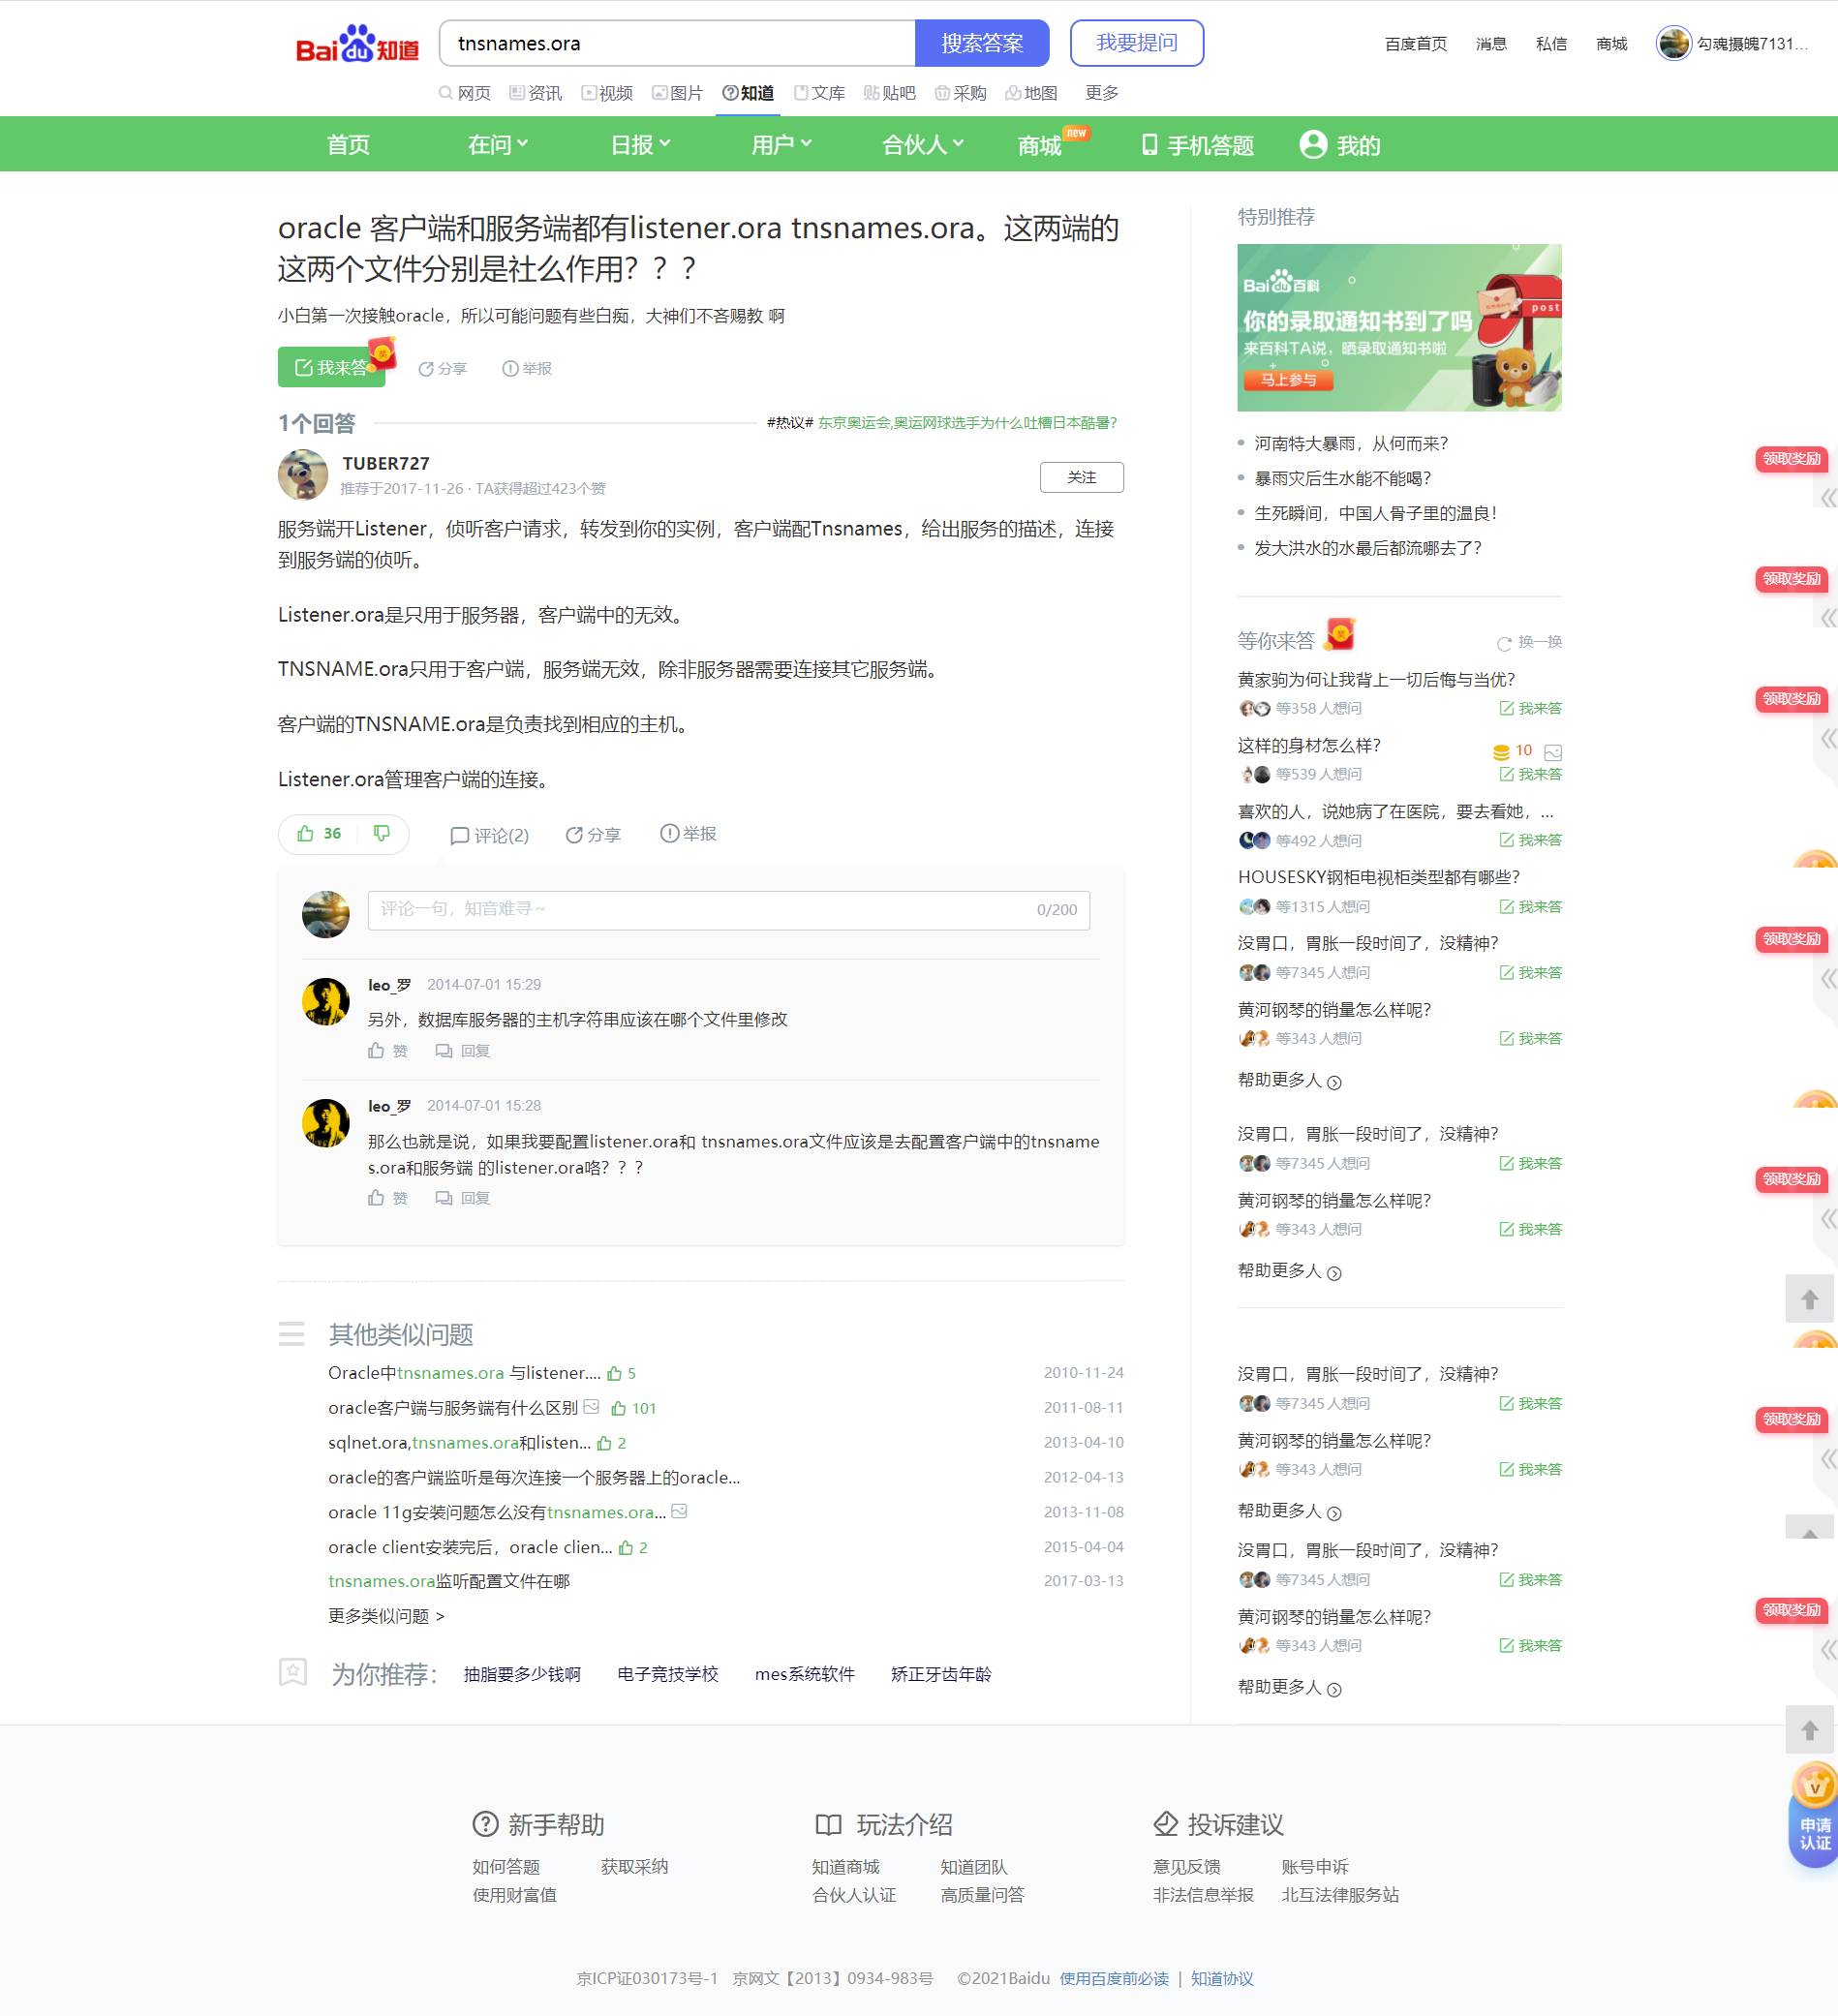 Bai du 知道
tnsnames.ora
搜索答案
我要提问
百度首页 消息 私信 商城 勾魂摄魄7131...
网页 资讯 视频 图片 知道 文库 贴吧 采购 地图 更多
首页 在问 日报 用户 合伙人 商城 new 手机答题 我的
oracle 客户端和服务端都有listener.ora tnsnames.ora。这两端的
这两个文件分别是社么作用？？？
小白第一次接触oracle，所以可能问题有些白痴，大神们不吝赐教 啊
我来答 分享 举报
1个回答
#热议# 东京奥运会,奥运网球选手为什么吐槽日本酷暑?
TUBER727
推荐于2017-11-26 · TA获得超过423个赞
关注
服务端开Listener，侦听客户请求，转发到你的实例，客户端配Tnsnames，给出服务的描述，连接
到服务端的侦听。
Listener.ora是只用于服务器，客户端中的无效。
TNSNAME.ora只用于客户端，服务端无效，除非服务器需要连接其它服务端。
客户端的TNSNAME.ora是负责找到相应的主机。
Listener.ora管理客户端的连接。
36 评论(2) 分享 举报
评论一句，知音难寻~ 0/200
leo_罗 2014-07-01 15:29
另外，数据库服务器的主机字符串应该在哪个文件里修改
赞 回复
leo_罗 2014-07-01 15:28
那么也就是说，如果我要配置listener.ora和 tnsnames.ora文件应该是去配置客户端中的tnsname
s.ora和服务端 的listener.ora咯？？？
赞 回复
其他类似问题
Oracle中tnsnames.ora 与listener.... 5 2010-11-24
oracle客户端与服务端有什么区别 101 2011-08-11
sqlnet.ora,tnsnames.ora和listen... 2 2013-04-10
oracle的客户端监听是每次连接一个服务器上的oracle... 2012-04-13
oracle 11g安装问题怎么没有tnsnames.ora... 2013-11-08
oracle client安装完后，oracle clien... 2 2015-04-04
tnsnames.ora监听配置文件在哪 2017-03-13
更多类似问题 >
为你推荐： 抽脂要多少钱啊 电子竞技学校 mes系统软件 矫正牙齿年龄
特别推荐
Bai du 百科
post
你的录取通知书到了吗
来百科TA说，晒录取通知书啦
马上参与
河南特大暴雨，从何而来？
暴雨灾后生水能不能喝？
生死瞬间，中国人骨子里的温良！
发大洪水的水最后都流哪去了？
等你来答 换一换
黄家驹为何让我背上一切后悔与当优?
等358人想问 我来答
这样的身材怎么样? 10
等539人想问 我来答
喜欢的人，说她病了在医院，要去看她，...
等492人想问 我来答
HOUSESKY钢柜电视柜类型都有哪些?
等1315人想问 我来答
没胃口，胃胀一段时间了，没精神?
等7345人想问 我来答
黄河钢琴的销量怎么样呢?
等343人想问 我来答
帮助更多人
没胃口，胃胀一段时间了，没精神?
等7345人想问 我来答
黄河钢琴的销量怎么样呢?
等343人想问 我来答
帮助更多人
没胃口，胃胀一段时间了，没精神?
等7345人想问 我来答
黄河钢琴的销量怎么样呢?
等343人想问 我来答
帮助更多人
没胃口，胃胀一段时间了，没精神?
等7345人想问 我来答
黄河钢琴的销量怎么样呢?
等343人想问 我来答
帮助更多人
领取奖励
领取奖励
领取奖励
领取奖励
领取奖励
领取奖励
领取奖励
申请
认证
新手帮助 玩法介绍 投诉建议
如何答题 获取采纳 知道商城 知道团队 意见反馈 账号申诉
使用财富值 合伙人认证 高质量问答 非法信息举报 北互法律服务站
京ICP证030173号-1 京网文【2013】0934-983号 ©2021Baidu 使用百度前必读 | 知道协议